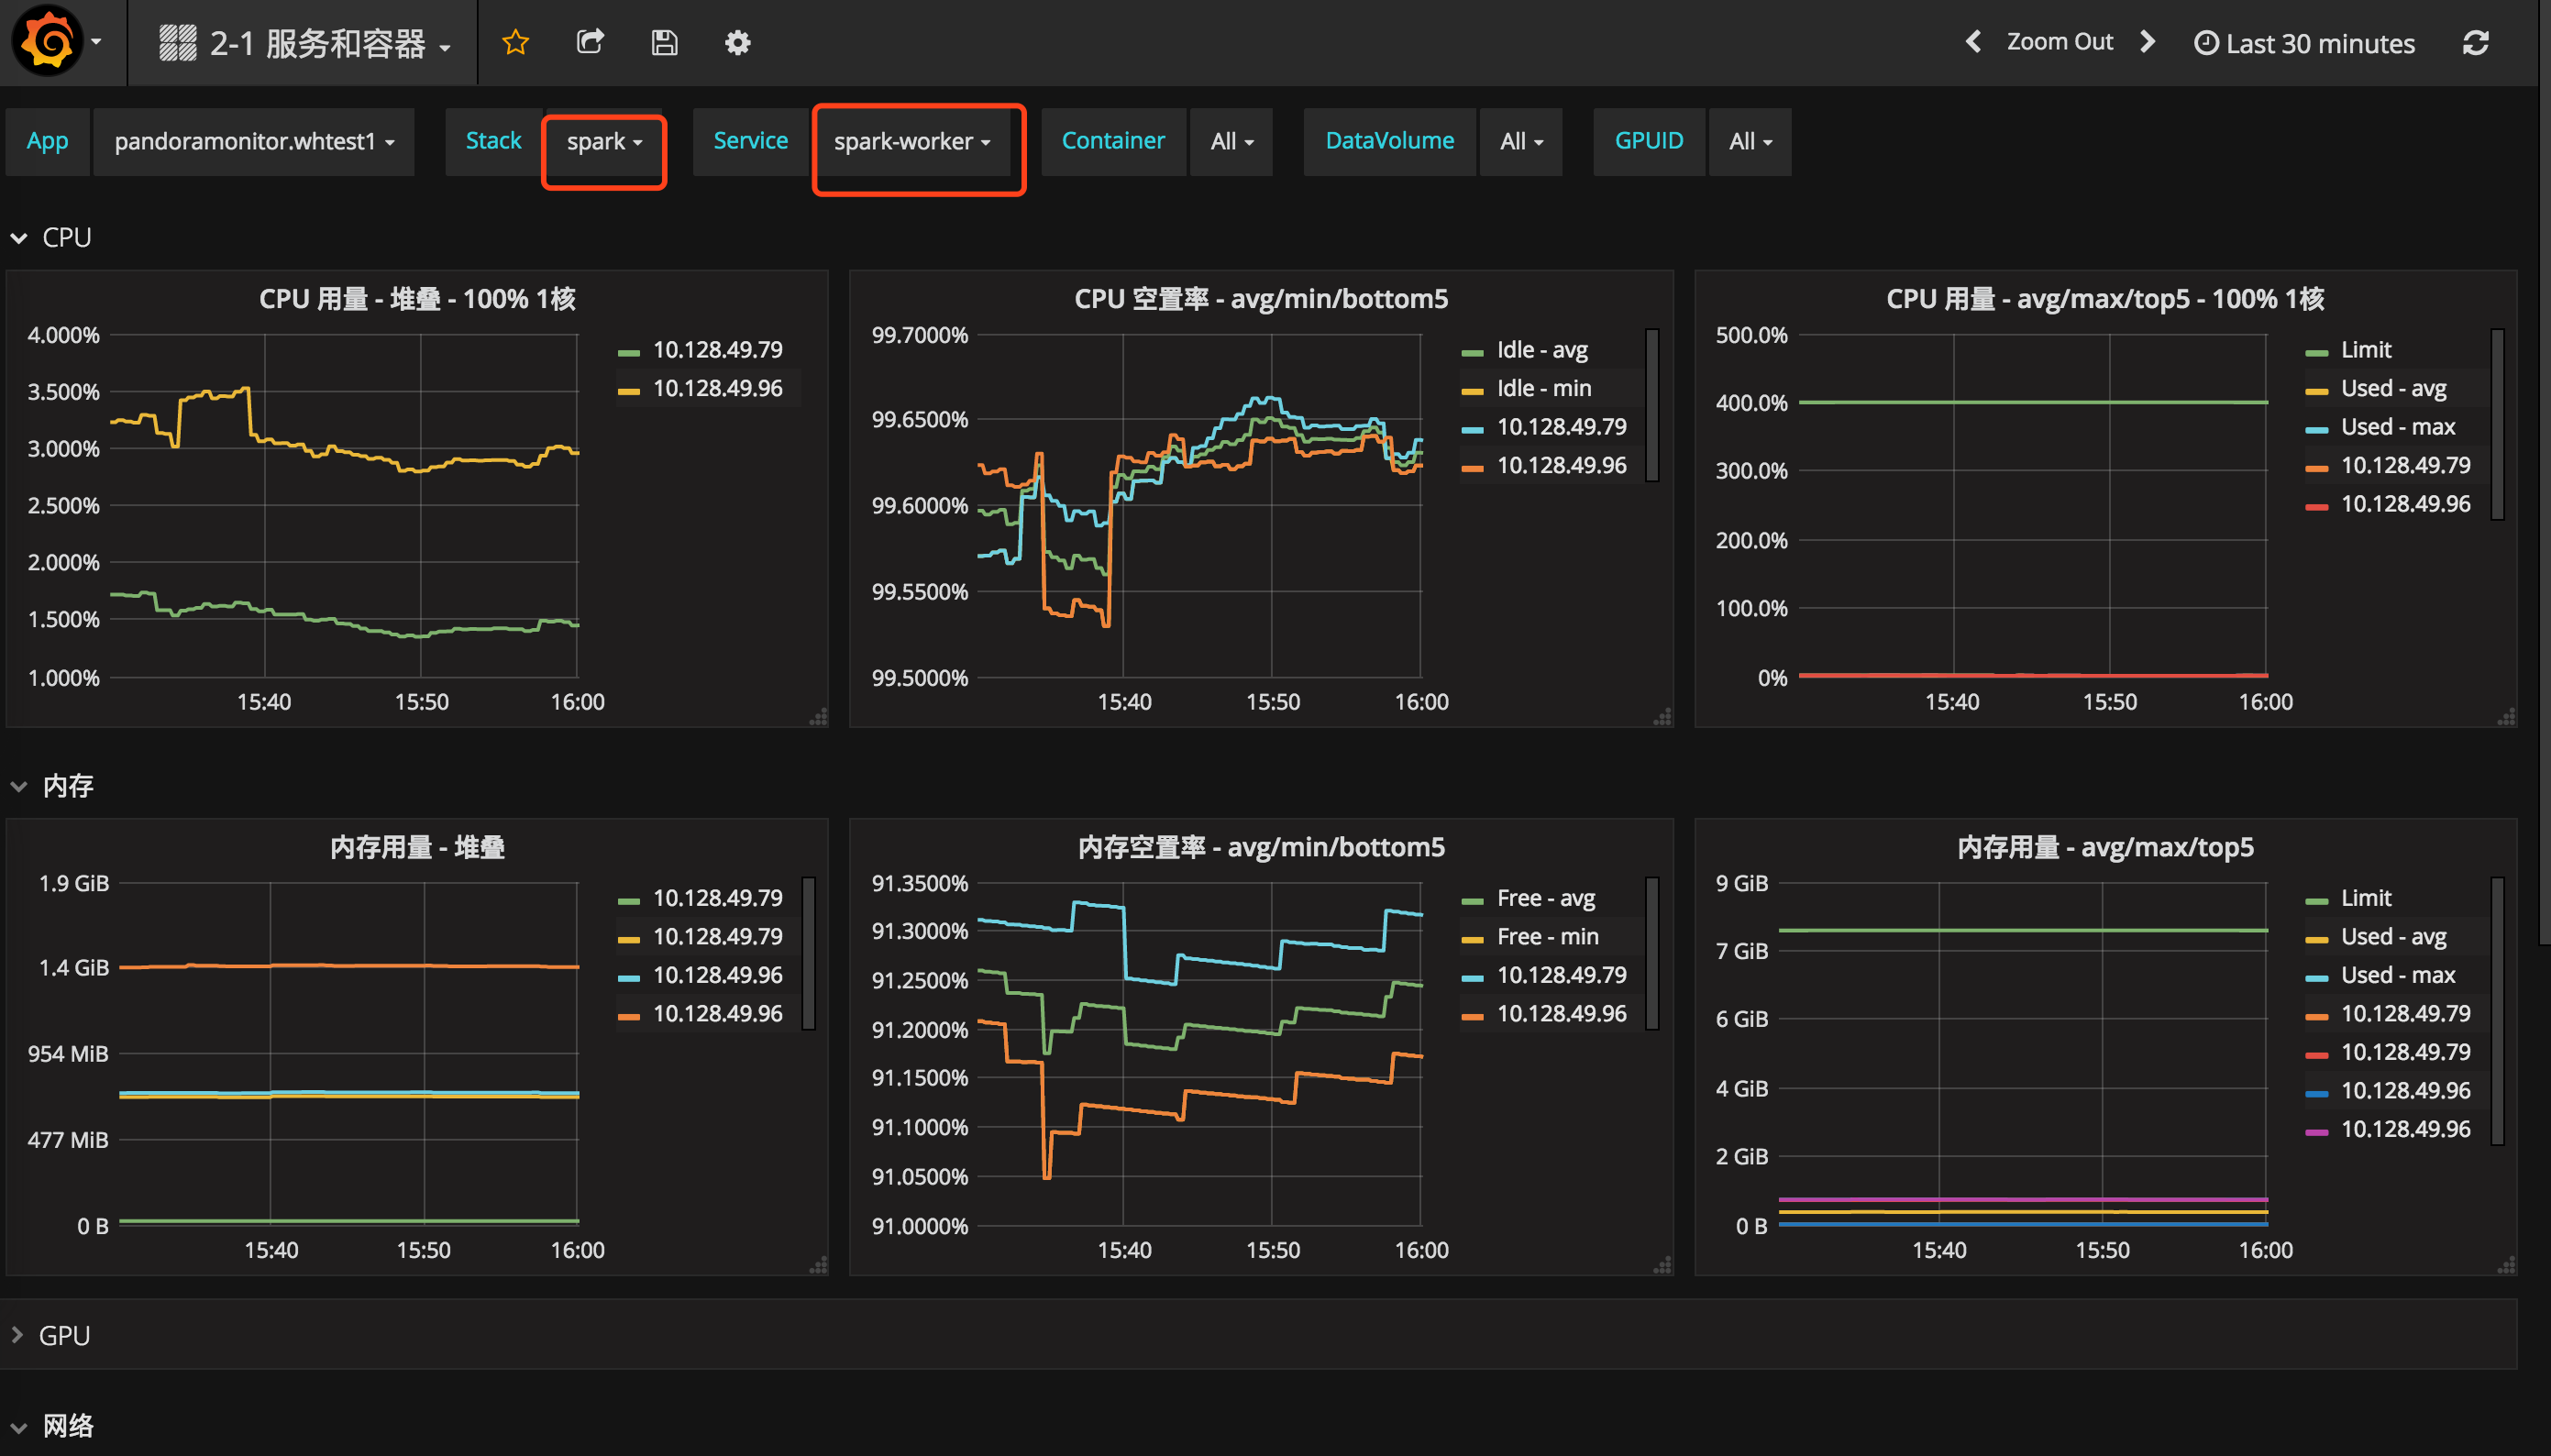 2-1 服务和容器
Zoom Out
Last 30 minutes
App
pandoramonitor.whtest1
Stack
spark
Service
spark-worker
Container
All
DataVolume
All
GPUID
All
CPU
CPU 用量 - 堆叠 - 100% 1核
4.000%
3.500%
3.000%
2.500%
2.000%
1.500%
1.000%
15:40
15:50
16:00
10.128.49.79
10.128.49.96
CPU 空置率 - avg/min/bottom5
99.7000%
99.6500%
99.6000%
99.5500%
99.5000%
15:40
15:50
16:00
Idle - avg
Idle - min
10.128.49.79
10.128.49.96
CPU 用量 - avg/max/top5 - 100% 1核
500.0%
400.0%
300.0%
200.0%
100.0%
0%
15:40
15:50
16:00
Limit
Used - avg
Used - max
10.128.49.79
10.128.49.96
内存
内存用量 - 堆叠
1.9 GiB
1.4 GiB
954 MiB
477 MiB
0 B
15:40
15:50
16:00
10.128.49.79
10.128.49.79
10.128.49.96
10.128.49.96
内存空置率 - avg/min/bottom5
91.3500%
91.3000%
91.2500%
91.2000%
91.1500%
91.1000%
91.0500%
91.0000%
15:40
15:50
16:00
Free - avg
Free - min
10.128.49.79
10.128.49.96
内存用量 - avg/max/top5
9 GiB
7 GiB
6 GiB
4 GiB
2 GiB
0 B
15:40
15:50
16:00
Limit
Used - avg
Used - max
10.128.49.79
10.128.49.79
10.128.49.96
10.128.49.96
GPU
网络